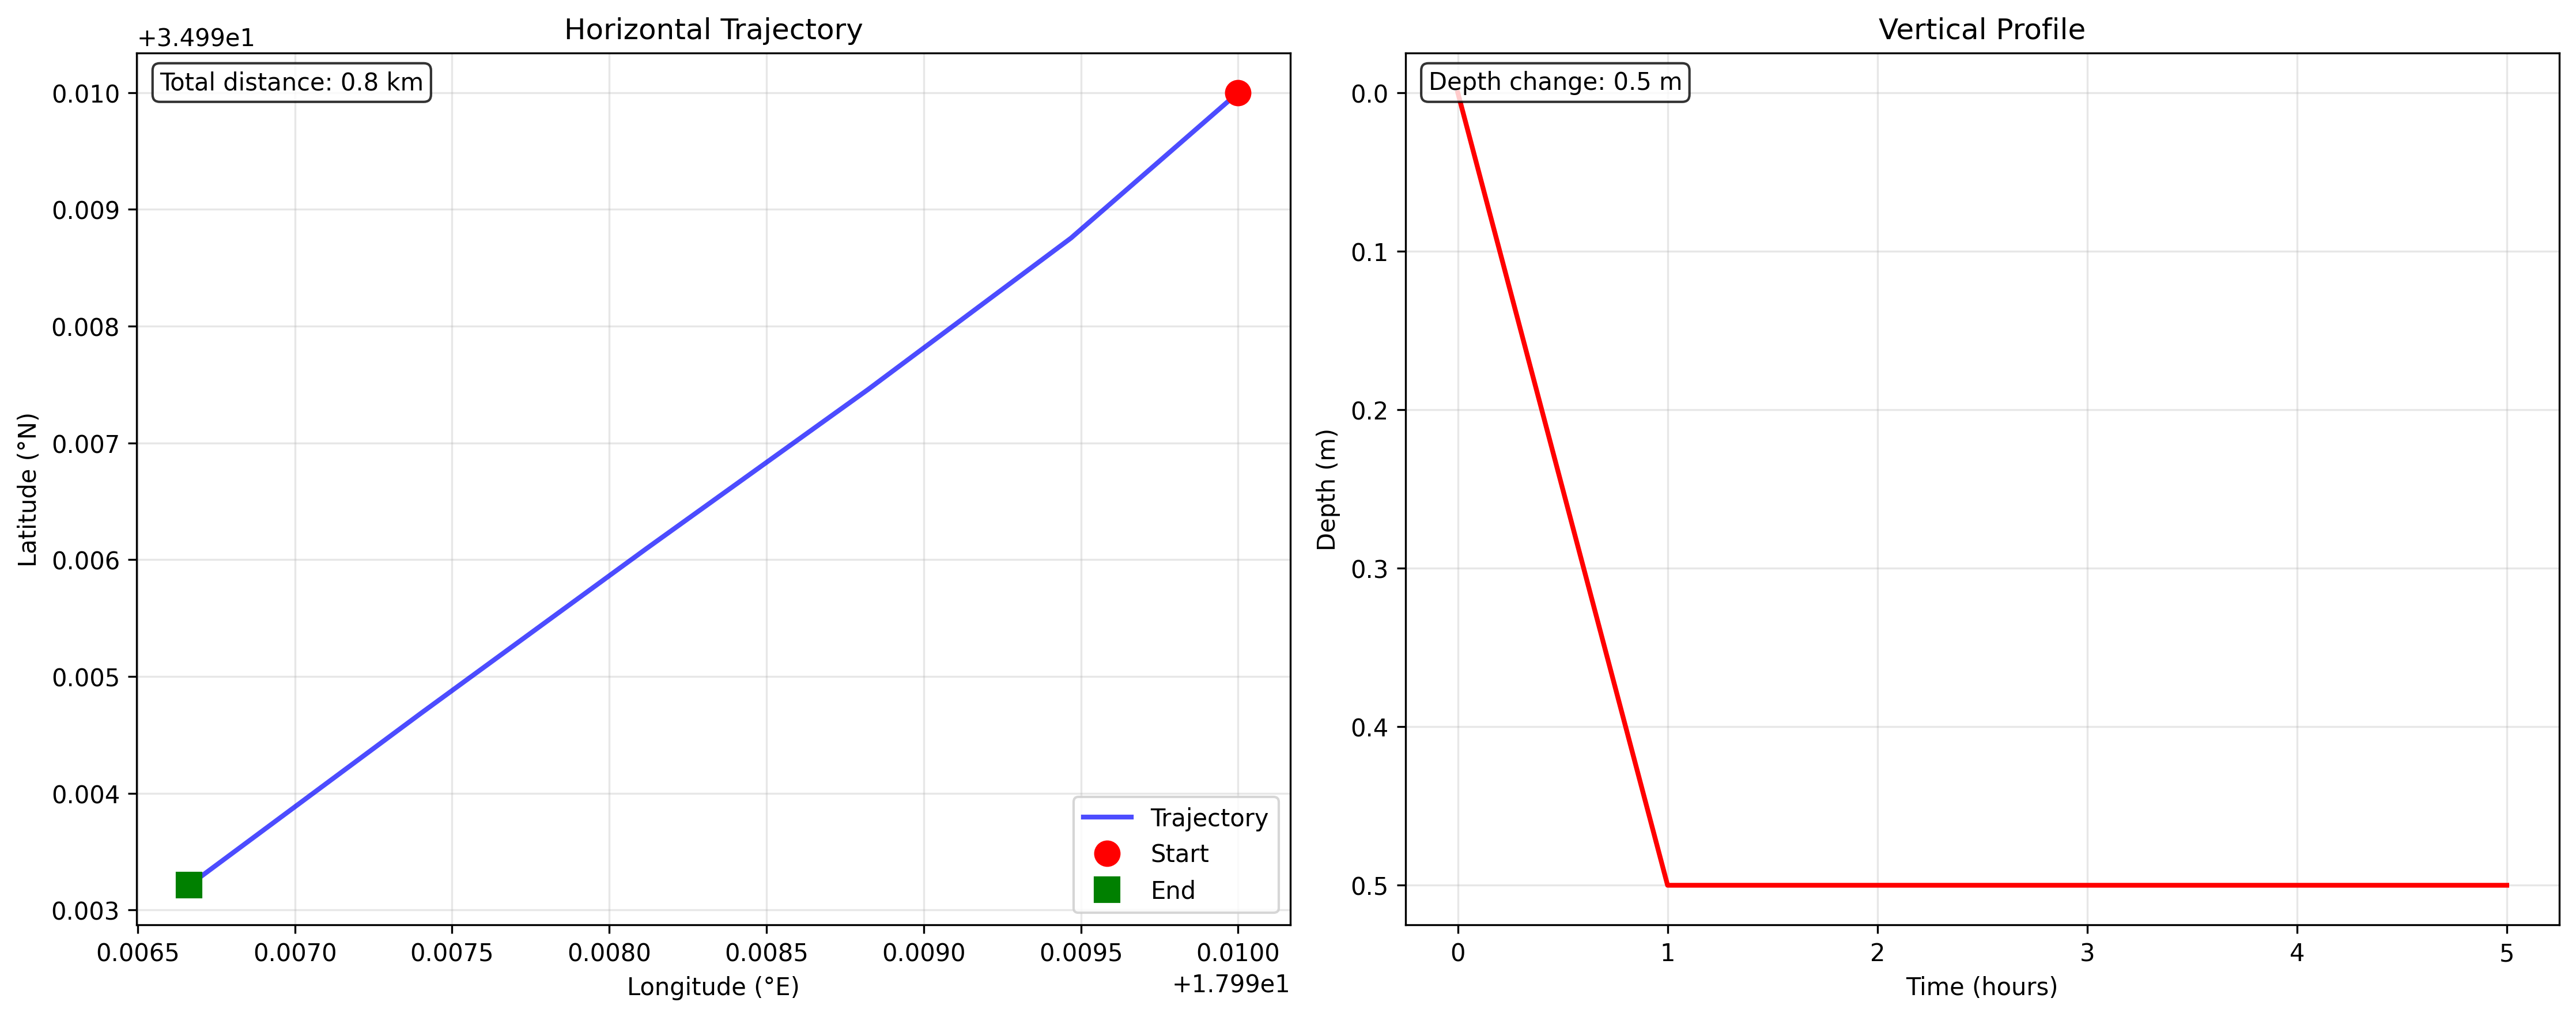 Horizontal Trajectory
+3.499e1
Total distance: 0.8 km
0.010
0.009
0.008
0.007
0.006
0.005
0.004
0.003
Latitude (°N)
Trajectory
Start
End
0.0065 0.0070 0.0075 0.0080 0.0085 0.0090 0.0095 0.0100
+1.799e1
Longitude (°E)
Vertical Profile
Depth change: 0.5 m
0.0
0.1
0.2
0.3
0.4
0.5
Depth (m)
0 1 2 3 4 5
Time (hours)